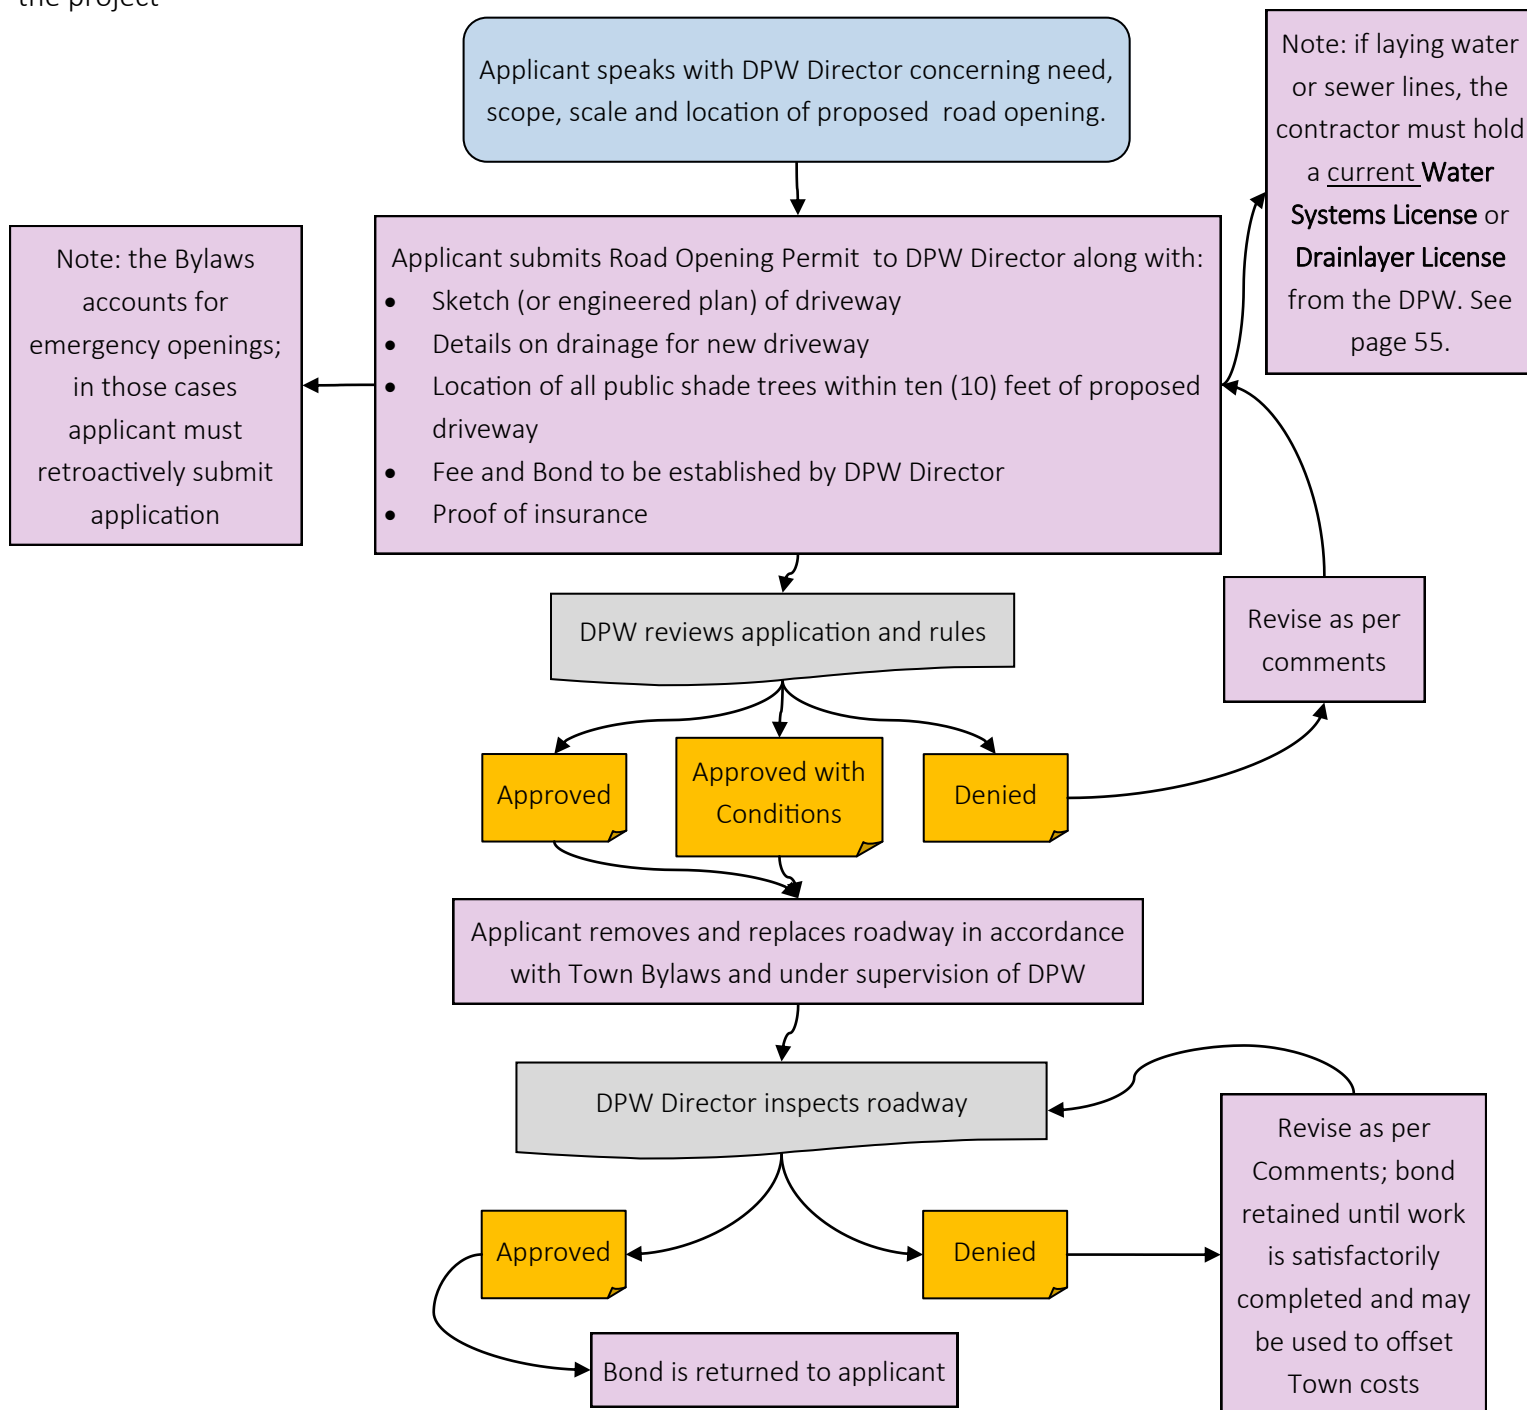 the project
Applicant speaks with DPW Director concerning need,
scope, scale and location of proposed road opening.
Note: if laying water
or sewer lines, the
contractor must hold
a current Water
Systems License or
Drainlayer License
from the DPW. See
page 55.
Note: the Bylaws
accounts for
emergency openings;
in those cases
applicant must
retroactively submit
application
Applicant submits Road Opening Permit to DPW Director along with:
• Sketch (or engineered plan) of driveway
• Details on drainage for new driveway
• Location of all public shade trees within ten (10) feet of proposed
driveway
• Fee and Bond to be established by DPW Director
• Proof of insurance
DPW reviews application and rules
Revise as per
comments
Approved
Approved with
Conditions
Denied
Applicant removes and replaces roadway in accordance
with Town Bylaws and under supervision of DPW
DPW Director inspects roadway
Approved
Denied
Revise as per
Comments; bond
retained until work
is satisfactorily
completed and may
be used to offset
Town costs
Bond is returned to applicant